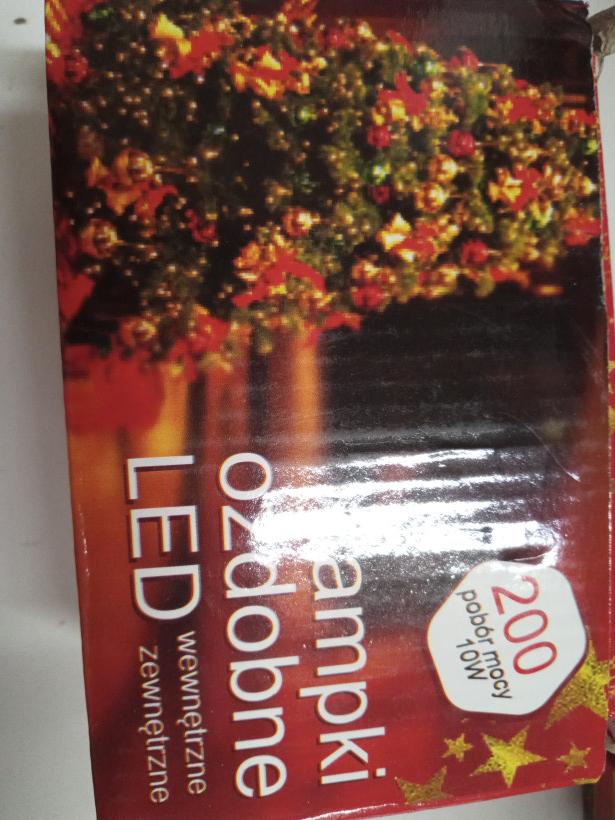 200
pobór mocy
10W
ampki
ozdobne
LED
wewnętrzne
zewnętrzne